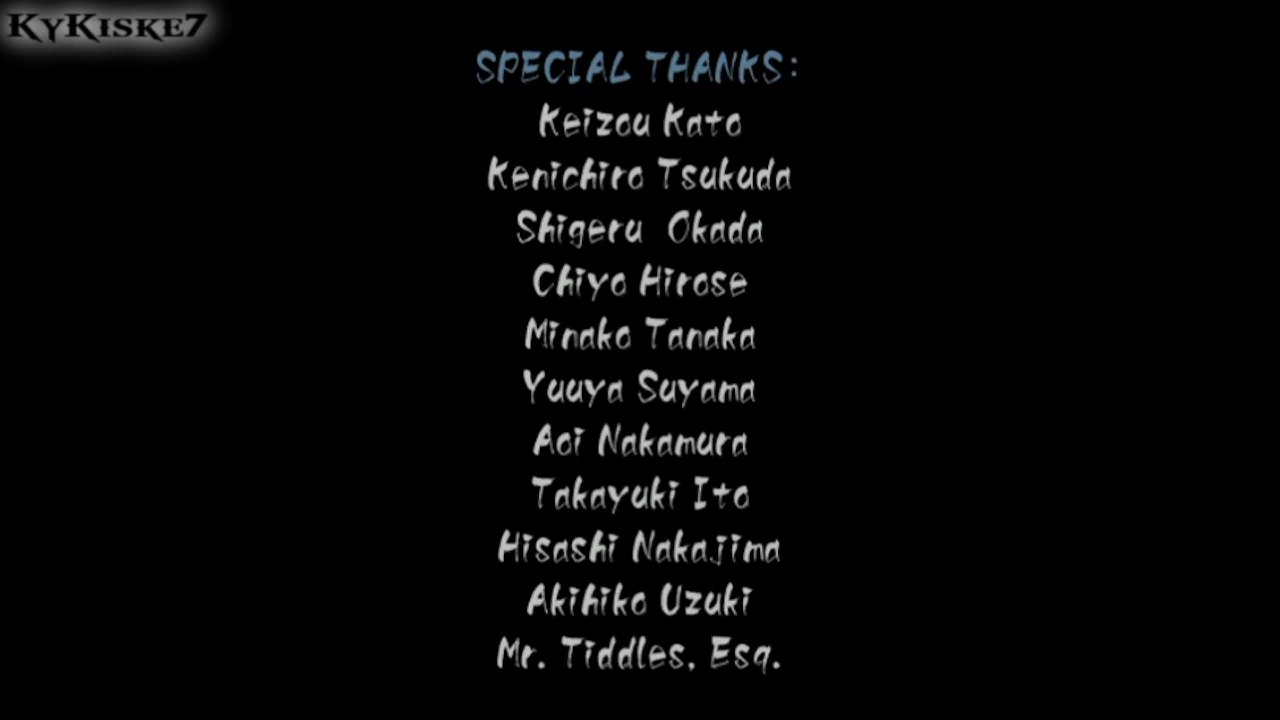 KyKiske7
SPECIAL THANKS:
Keizou Kato
Kenichiro Tsukuda
Shigeru Okada
Chiyo Hirose
Minako Tanaka
Yuuya Suyama
Aoi Nakamura
Takayuki Ito
Hisashi Nakajima
Akihiko Uzuki
Mr. Tiddles, Esq.